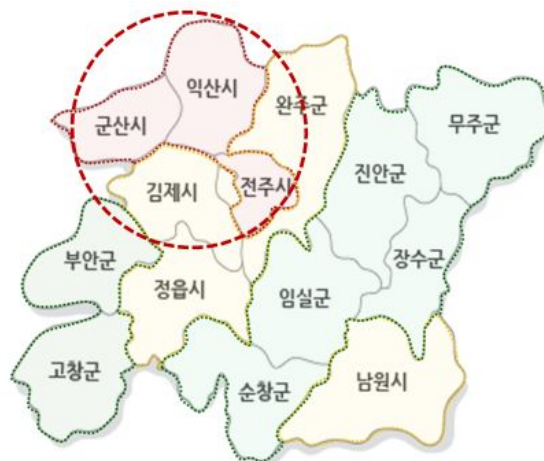 익산시
완주군
군산시
무주군
진안군
김제시
전주시
부안군
장수군
정읍시
임실군
고창군
순창군
남원시